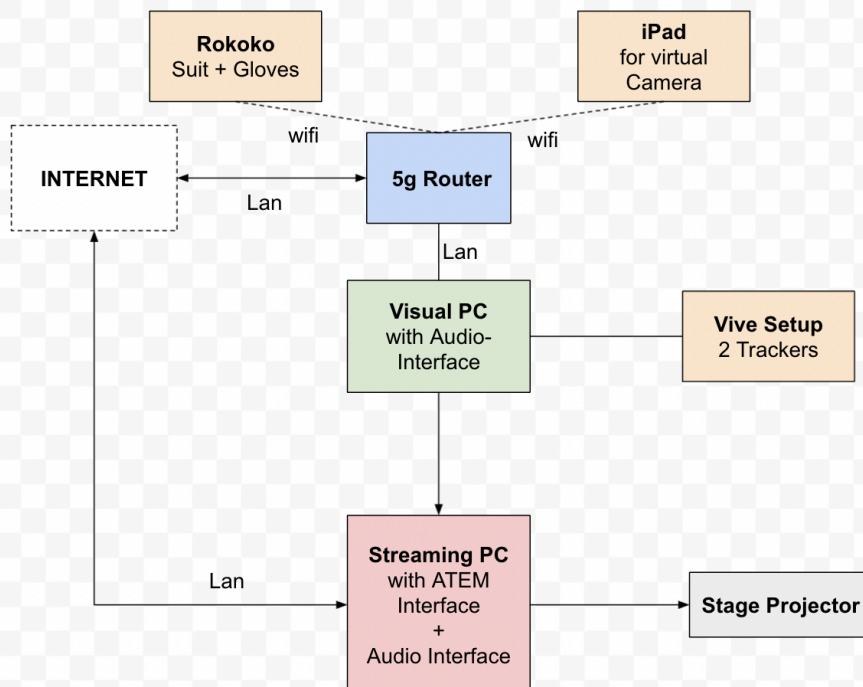 Rokoko
Suit + Gloves
iPad
for virtual
Camera
wifi
wifi
INTERNET
5g Router
Lan
Lan
Visual PC
with Audio-
Interface
Vive Setup
2 Trackers
Streaming PC
with ATEM
Interface
+
Audio Interface
Lan
Stage Projector